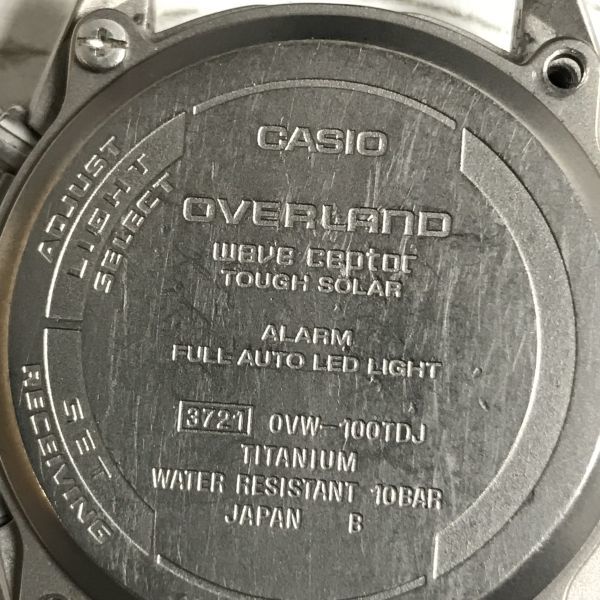 CASIO
OVERLAND
wave ceptor
TOUGH SOLAR
ALARM
FULL AUTO LED LIGHT
3721 OVW-100TDJ
TITANIUM
WATER RESISTANT 10BAR
JAPAN B
ADJUST
LIGHT
SELECT
RECEIVING
SET